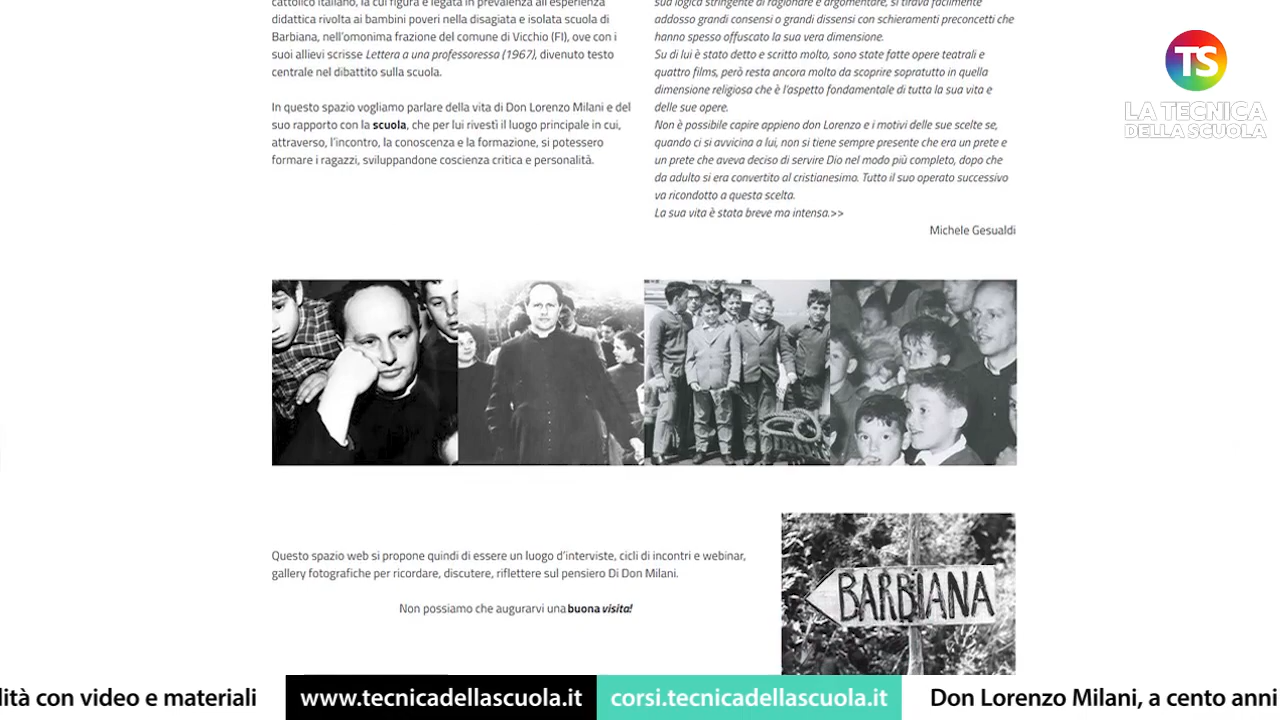 cattolico italiano, la cui figura è legata in prevalenza all'esperienza
didattica rivolta ai bambini poveri nella disagiata e isolata scuola di
Barbiana, nell'omonima frazione del comune di Vicchio (FI), ove con i
suoi allievi scrisse Lettera a una professoressa (1967), divenuto testo
centrale nel dibattito sulla scuola.
In questo spazio vogliamo parlare della vita di Don Lorenzo Milani e del
suo rapporto con la scuola, che per lui rivestì il luogo principale in cui,
attraverso, l'incontro, la conoscenza e la formazione, si potessero
formare i ragazzi, sviluppandone coscienza critica e personalità.
sua logica stringente di ragionare e argomentare, si tirava facilmente
addosso grandi consensi o grandi dissensi con schieramenti preconcetti che
hanno spesso offuscato la sua vera dimensione.
Su di lui è stato detto e scritto molto, sono state fatte opere teatrali e
quattro films, però resta ancora molto da scoprire sopratutto in quella
dimensione religiosa che è l'aspetto fondamentale di tutta la sua vita e
delle sue opere.
Non è possibile capire appieno don Lorenzo e i motivi delle sue scelte se,
quando ci si avvicina a lui, non si tiene sempre presente che era un prete e
un prete che aveva deciso di servire Dio nel modo più completo, dopo che
da adulto si era convertito al cristianesimo. Tutto il suo operato successivo
va ricondotto a questa scelta.
La sua vita è stata breve ma intensa.>>
Michele Gesualdi
TS
LA TECNICA
DELLA SCUOLA
Questo spazio web si propone quindi di essere un luogo d'interviste, cicli di incontri e webinar,
gallery fotografiche per ricordare, discutere, riflettere sul pensiero Di Don Milani.
Non possiamo che augurarvi una buona visita!
BARBIANA
lità con video e materiali
www.tecnicadellascuola.it
corsi.tecnicadellascuola.it
Don Lorenzo Milani, a cento anni